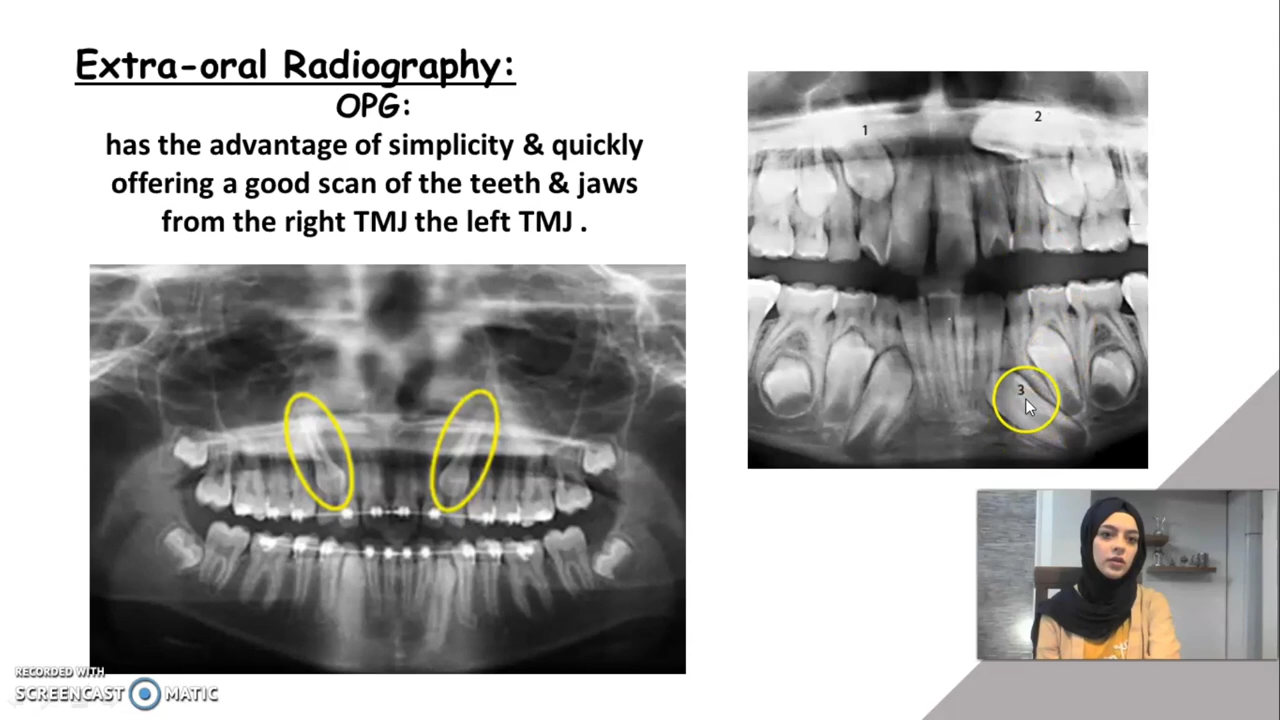 Extra-oral Radiography:
OPG:
has the advantage of simplicity & quickly
offering a good scan of the teeth & jaws
from the right TMJ the left TMJ .
1
2
3
RECORDED WITH
SCREENCAST MATIC